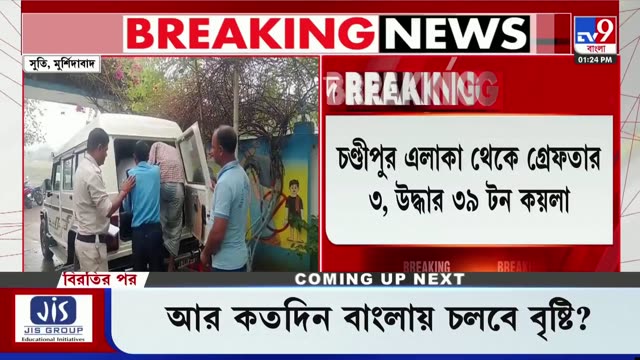 BREAKING NEWS
TV9
বাংলা
01:24 PM
সুতি, মুর্শিদাবাদ
BREAKING
চণ্ডীপুর এলাকা থেকে গ্রেফতার
৩, উদ্ধার ৩৯ টন কয়লা
BREAKING
BREAKING
বিরতির পর
COMING UP NEXT
JIS
JIS GROUP
Educational Initiatives
আর কতদিন বাংলায় চলবে বৃষ্টি?